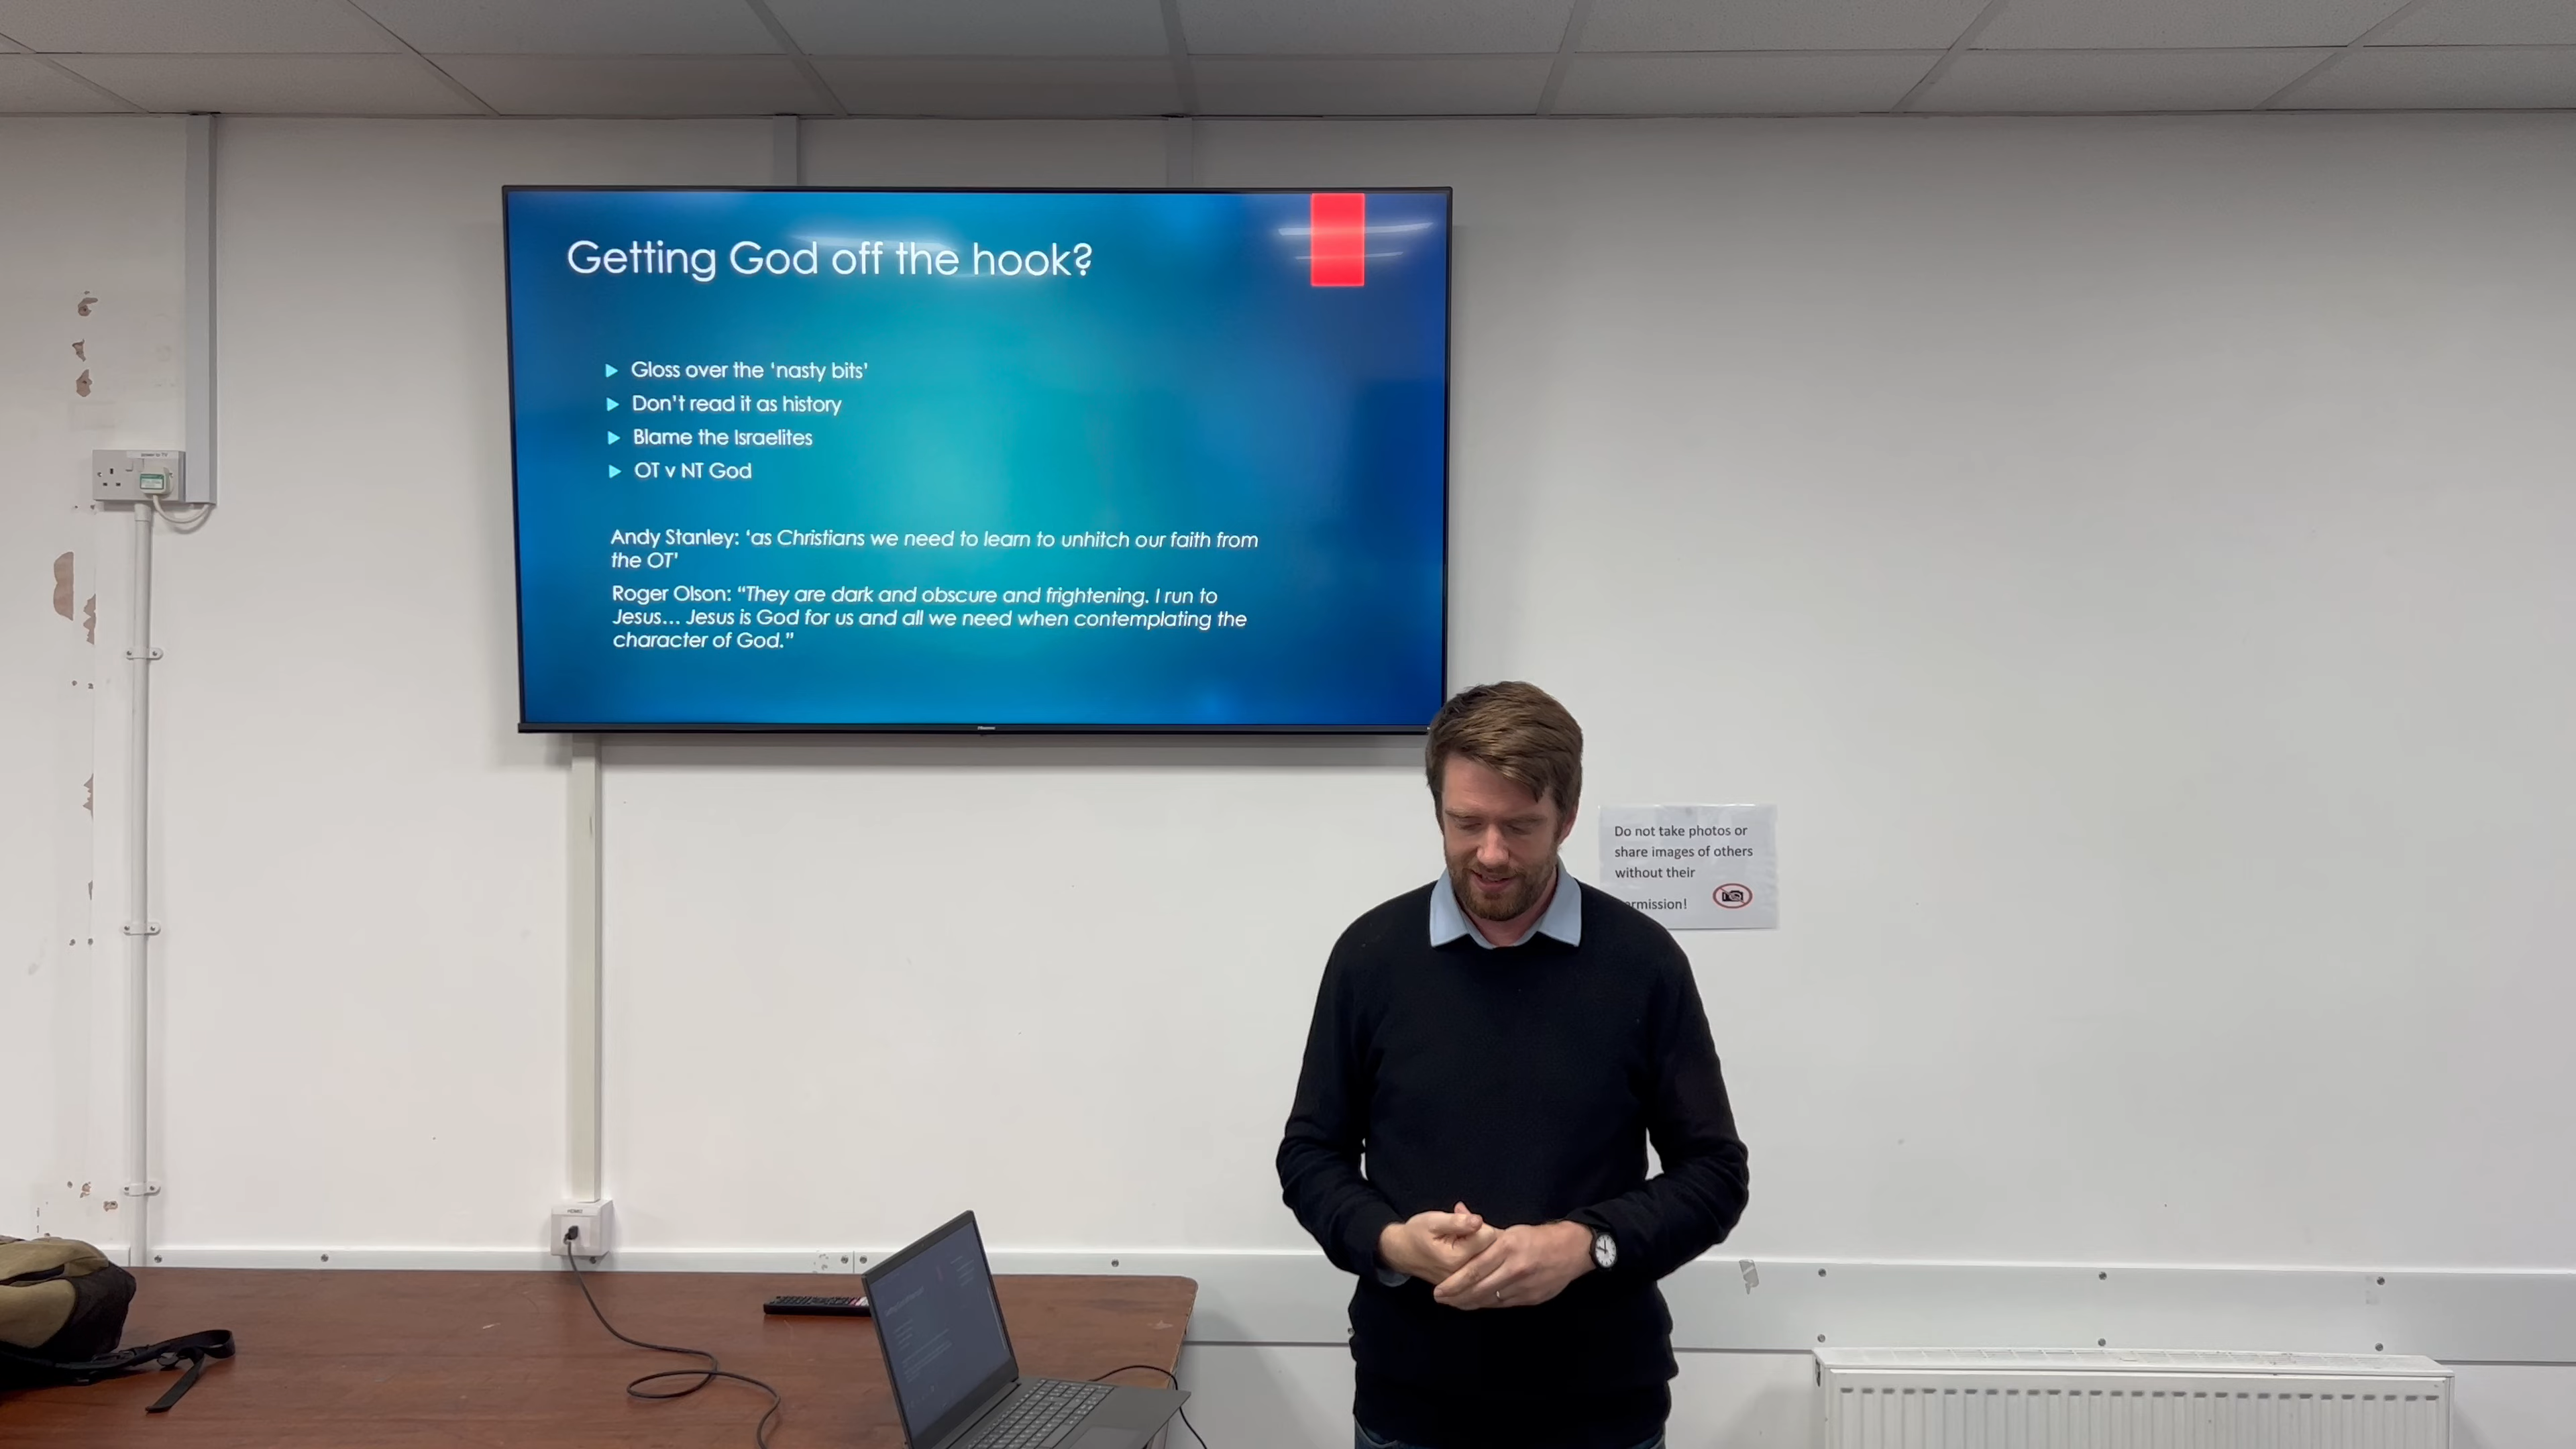 Getting God off the hook?
Gloss over the ‘nasty bits’
Don’t read it as history
Blame the Israelites
OT v NT God
Andy Stanley: ‘as Christians we need to learn to unhitch our faith from
the OT’
Roger Olson: “They are dark and obscure and frightening. I run to
Jesus… Jesus is God for us and all we need when contemplating the
character of God.”
Hisense
Do not take photos or
share images of others
without their
ermission!
HDMI